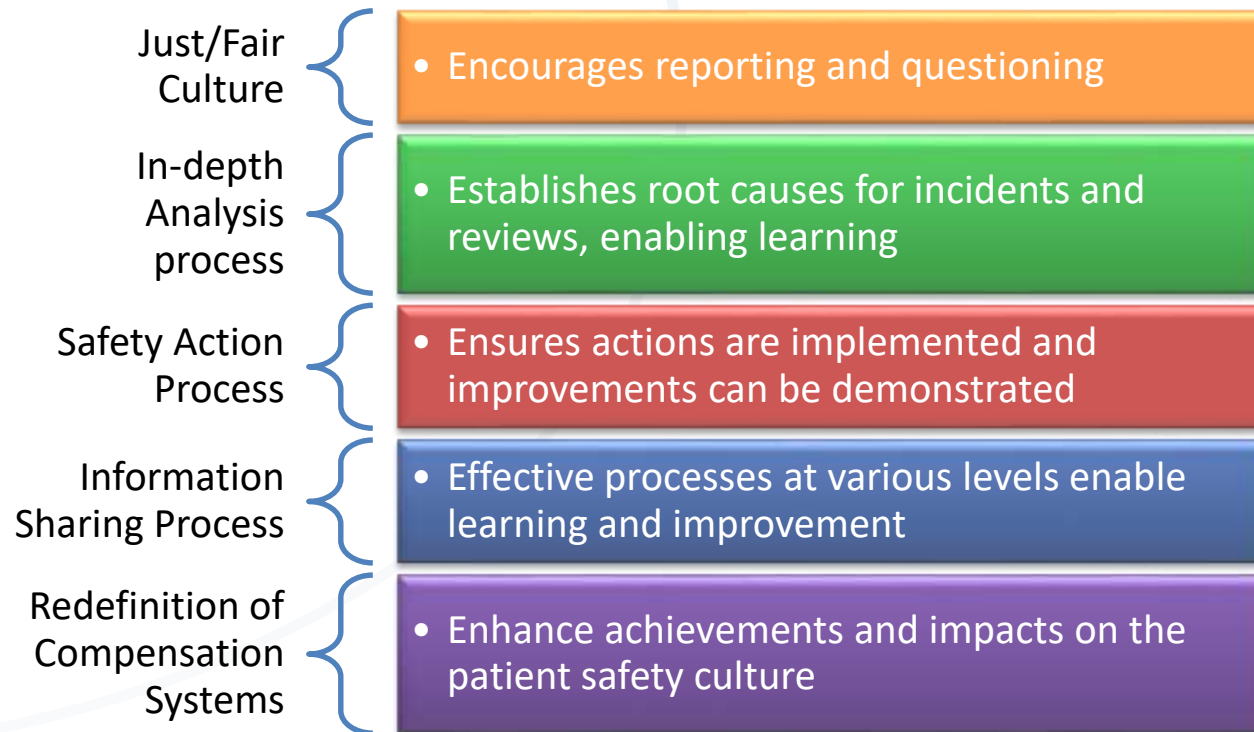 Just/Fair
Culture
• Encourages reporting and questioning
In-depth
Analysis
process
• Establishes root causes for incidents and
reviews, enabling learning
Safety Action
Process
• Ensures actions are implemented and
improvements can be demonstrated
Information
Sharing Process
• Effective processes at various levels enable
learning and improvement
Redefinition of
Compensation
Systems
• Enhance achievements and impacts on the
patient safety culture